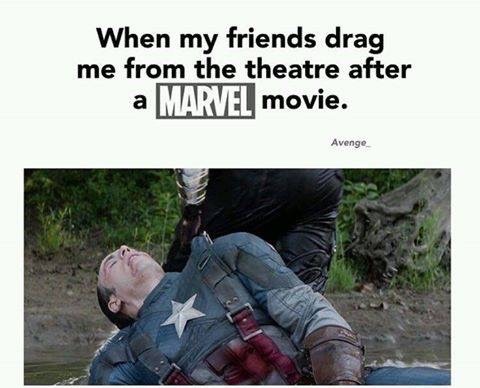 When my friends drag
me from the theatre after
a MARVEL movie.
Avenge_